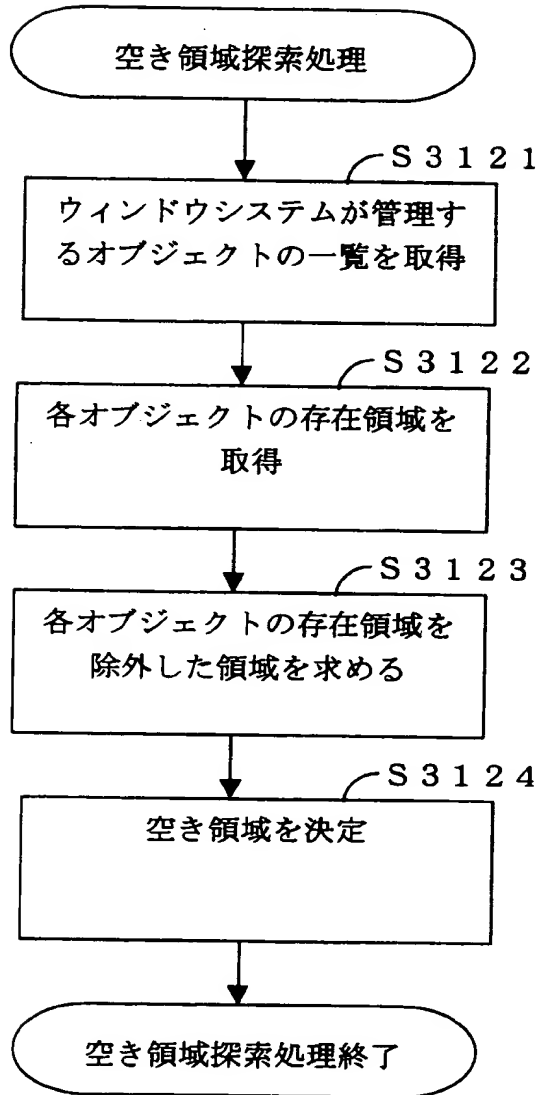 空き領域探索処理
S3121
ウィンドウシステムが管理す
るオブジェクトの一覧を取得
S3122
各オブジェクトの存在領域を
取得
S3123
各オブジェクトの存在領域を
除外した領域を求める
S3124
空き領域を決定
空き領域探索処理終了